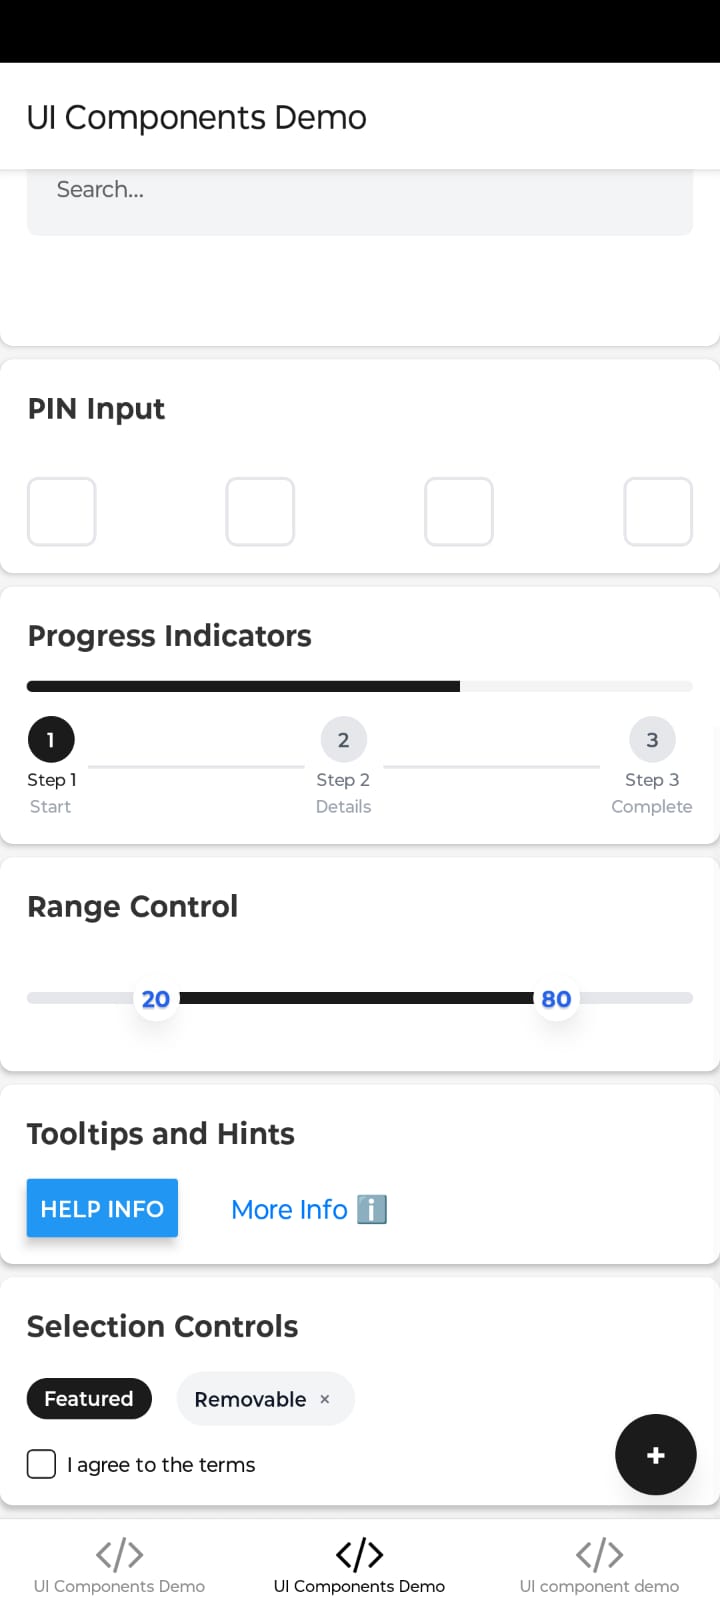 UI Components Demo
Search...
PIN Input
Progress Indicators
1
2
3
Step 1
Step 2
Step 3
Start
Details
Complete
Range Control
20
80
Tooltips and Hints
HELP INFO
More Info ℹ️
Selection Controls
Featured
Removable ×
I agree to the terms
+
</> </> </>
UI Components Demo
UI Components Demo
UI component demo